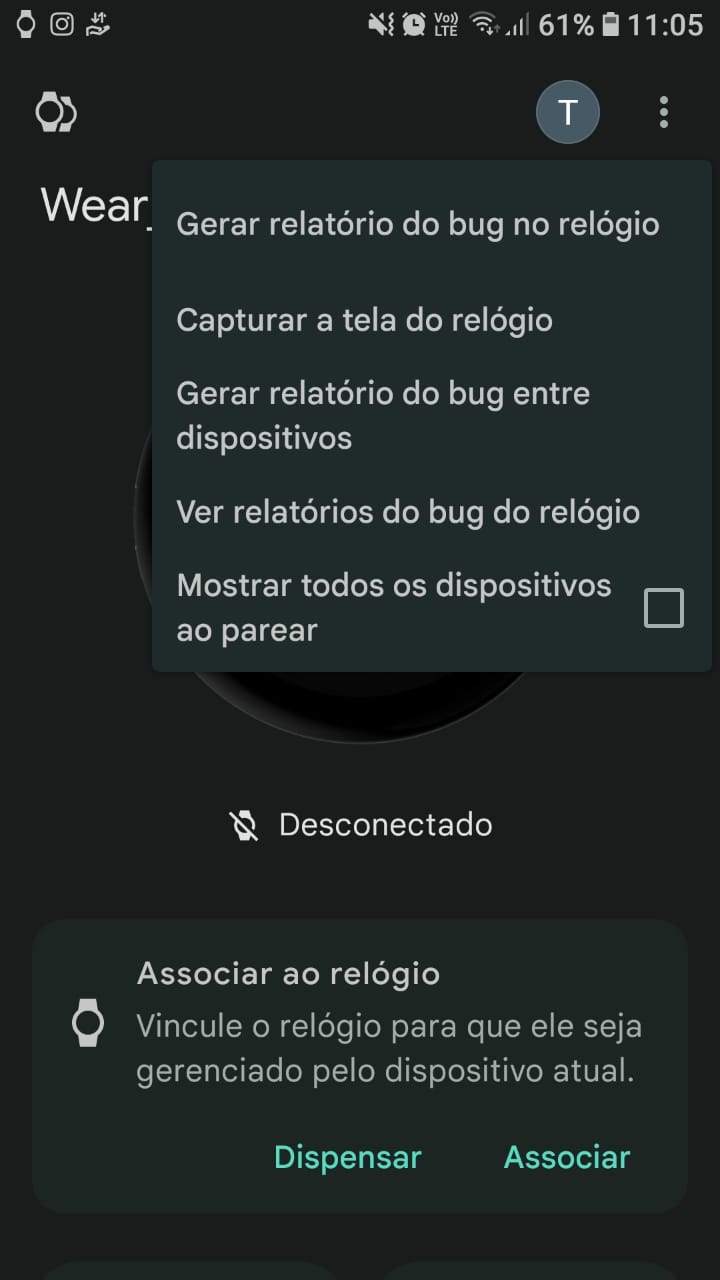 Vo))
LTE
61%
11:05
T
Wear_
Gerar relatório do bug no relógio
Capturar a tela do relógio
Gerar relatório do bug entre
dispositivos
Ver relatórios do bug do relógio
Mostrar todos os dispositivos
ao parear
Desconectado
Associar ao relógio
Vincule o relógio para que ele seja
gerenciado pelo dispositivo atual.
Dispensar
Associar